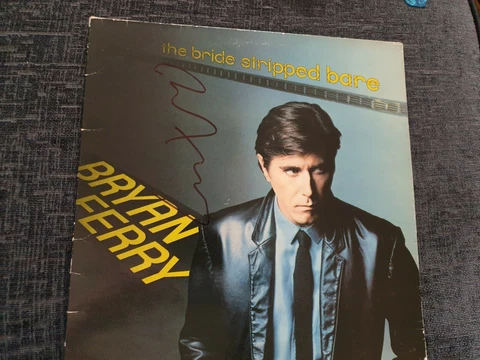 the bride stripped bare
BRYAN
FERRY